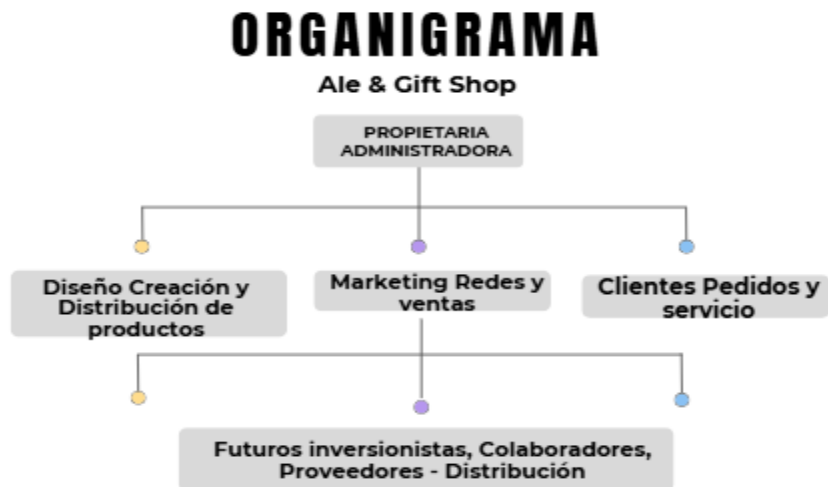 ORGANIGRAMA
Ale & Gift Shop
PROPIETARIA
ADMINISTRADORA
Diseño Creación y
Distribución de
productos
Marketing Redes y
ventas
Clientes Pedidos y
servicio
Futuros inversionistas, Colaboradores,
Proveedores - Distribución